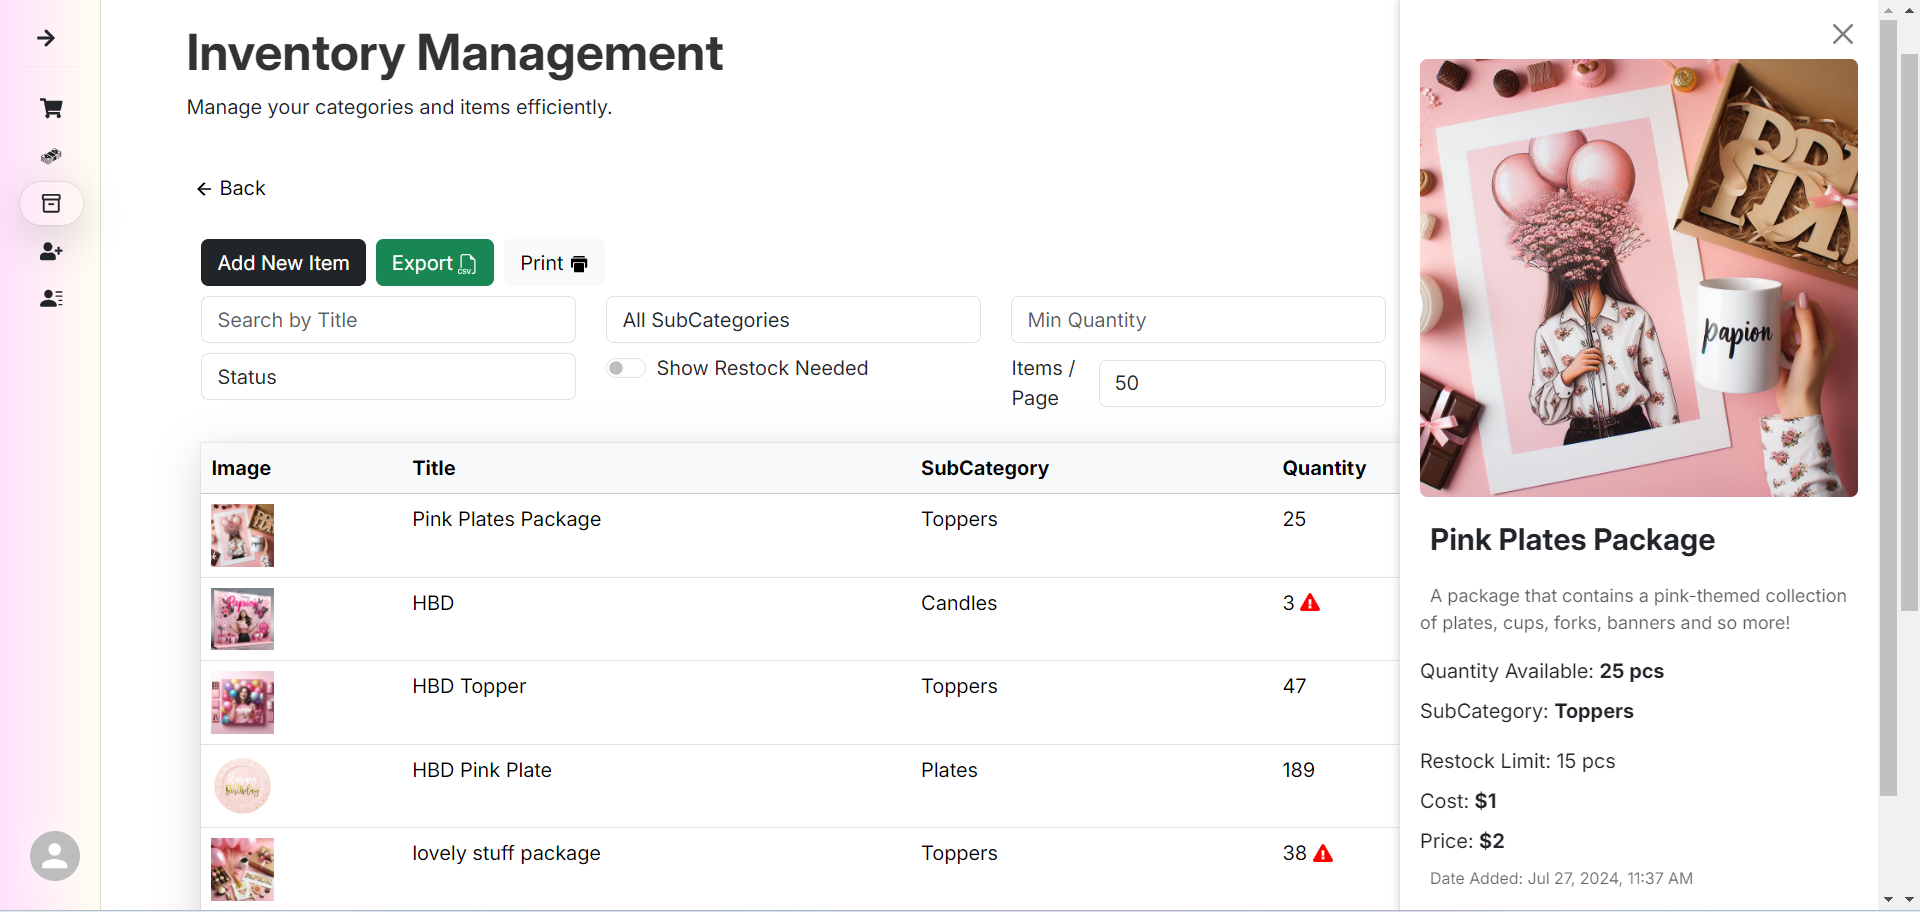 Inventory Management
Manage your categories and items efficiently.
Back
Add New Item
Export CSV
Print
Search by Title
All SubCategories
Min Quantity
Status
Show Restock Needed
Items /
Page
50
Image Title SubCategory Quantity
Pink Plates Package Toppers 25
HBD Candles 3
Papion
HBD Topper Toppers 47
HBD Pink Plate Plates 189
Happy
Birthday
lovely stuff package Toppers 38
papion
Pink Plates Package
A package that contains a pink-themed collection
of plates, cups, forks, banners and so more!
Quantity Available: 25 pcs
SubCategory: Toppers
Restock Limit: 15 pcs
Cost: $1
Price: $2
Date Added: Jul 27, 2024, 11:37 AM